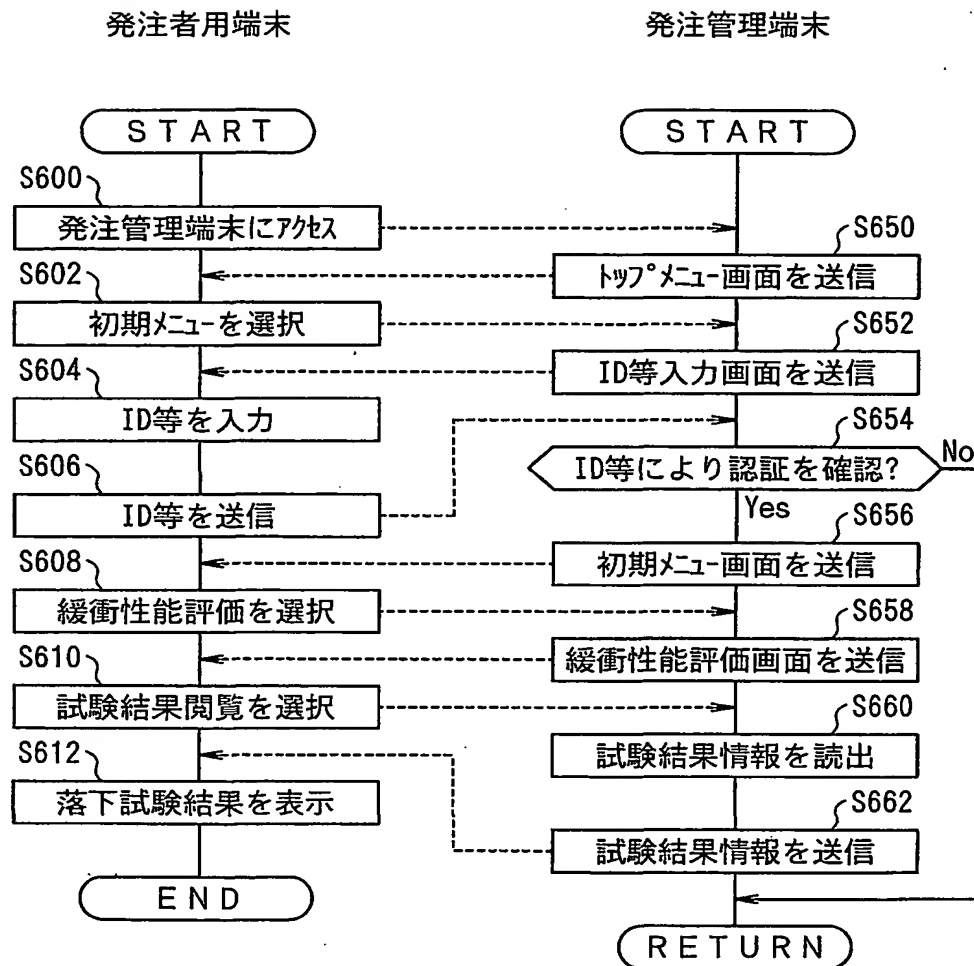 発注者用端末
発注管理端末
START
START
S600
発注管理端末にアクセス
S650
トップメニュー画面を送信
S602
初期メニューを選択
S652
ID等入力画面を送信
S604
ID等を入力
S654
ID等により認証を確認?
No
Yes
S606
ID等を送信
S656
初期メニュー画面を送信
S608
緩衝性能評価を選択
S658
緩衝性能評価画面を送信
S610
試験結果閲覧を選択
S660
試験結果情報を読出
S612
落下試験結果を表示
S662
試験結果情報を送信
END
RETURN